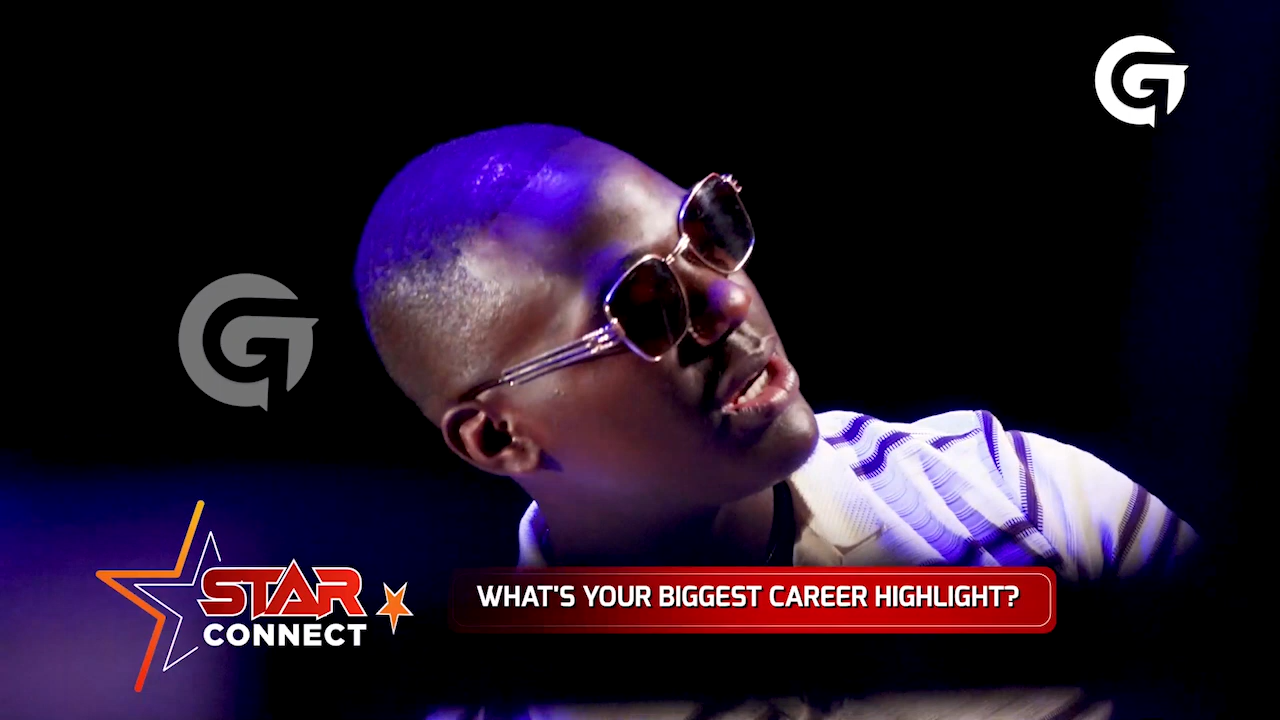 G
G
STAR
CONNECT
WHAT'S YOUR BIGGEST CAREER HIGHLIGHT?